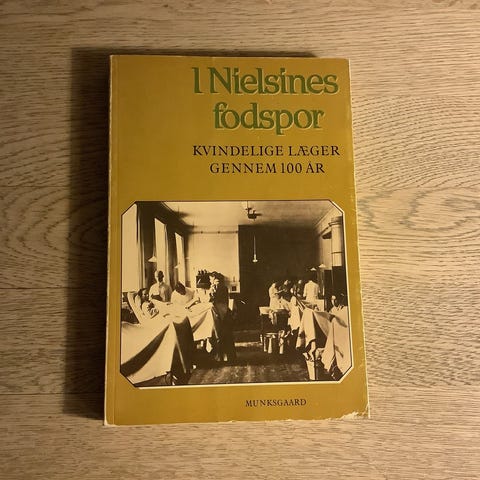 I Nielsines
fodspor
KVINDELIGE LÆGER
GENNEM 100 ÅR
MUNKSGAARD